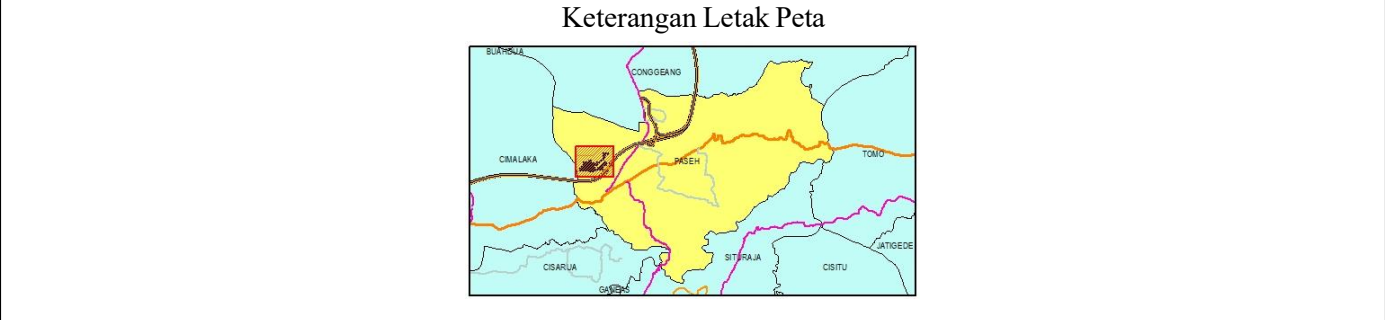 Keterangan Letak Peta
BUAHDUA
CONGGEANG
CIMALAKA
PASEH
TOMO
JATIGEDE
SITURAJA
CISARUA
CISITU
GANEAS